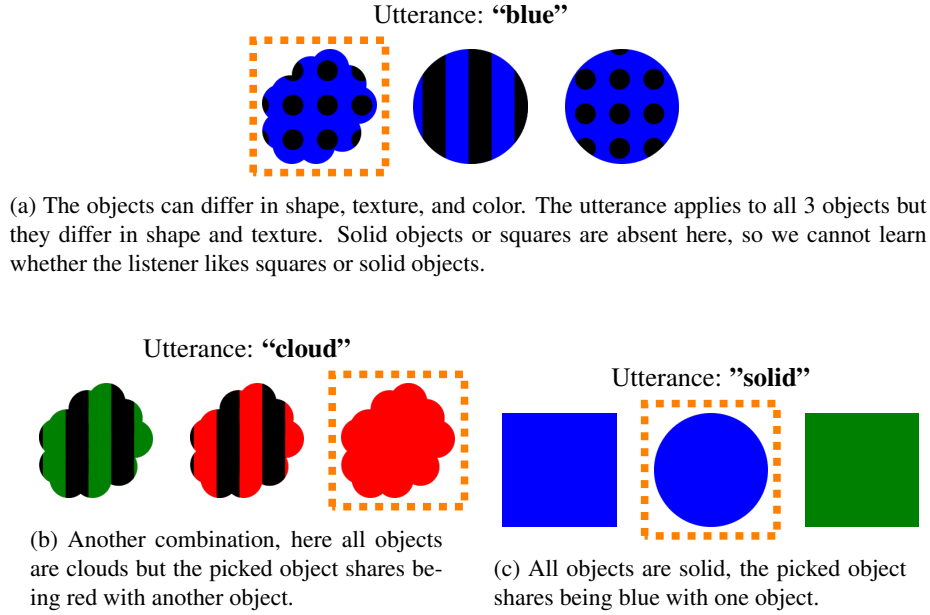 Utterance: “blue”
(a) The objects can differ in shape, texture, and color. The utterance applies to all 3 objects but
they differ in shape and texture. Solid objects or squares are absent here, so we cannot learn
whether the listener likes squares or solid objects.
Utterance: “cloud”
(b) Another combination, here all objects
are clouds but the picked object shares be-
ing red with another object.
Utterance: ”solid”
(c) All objects are solid, the picked object
shares being blue with one object.